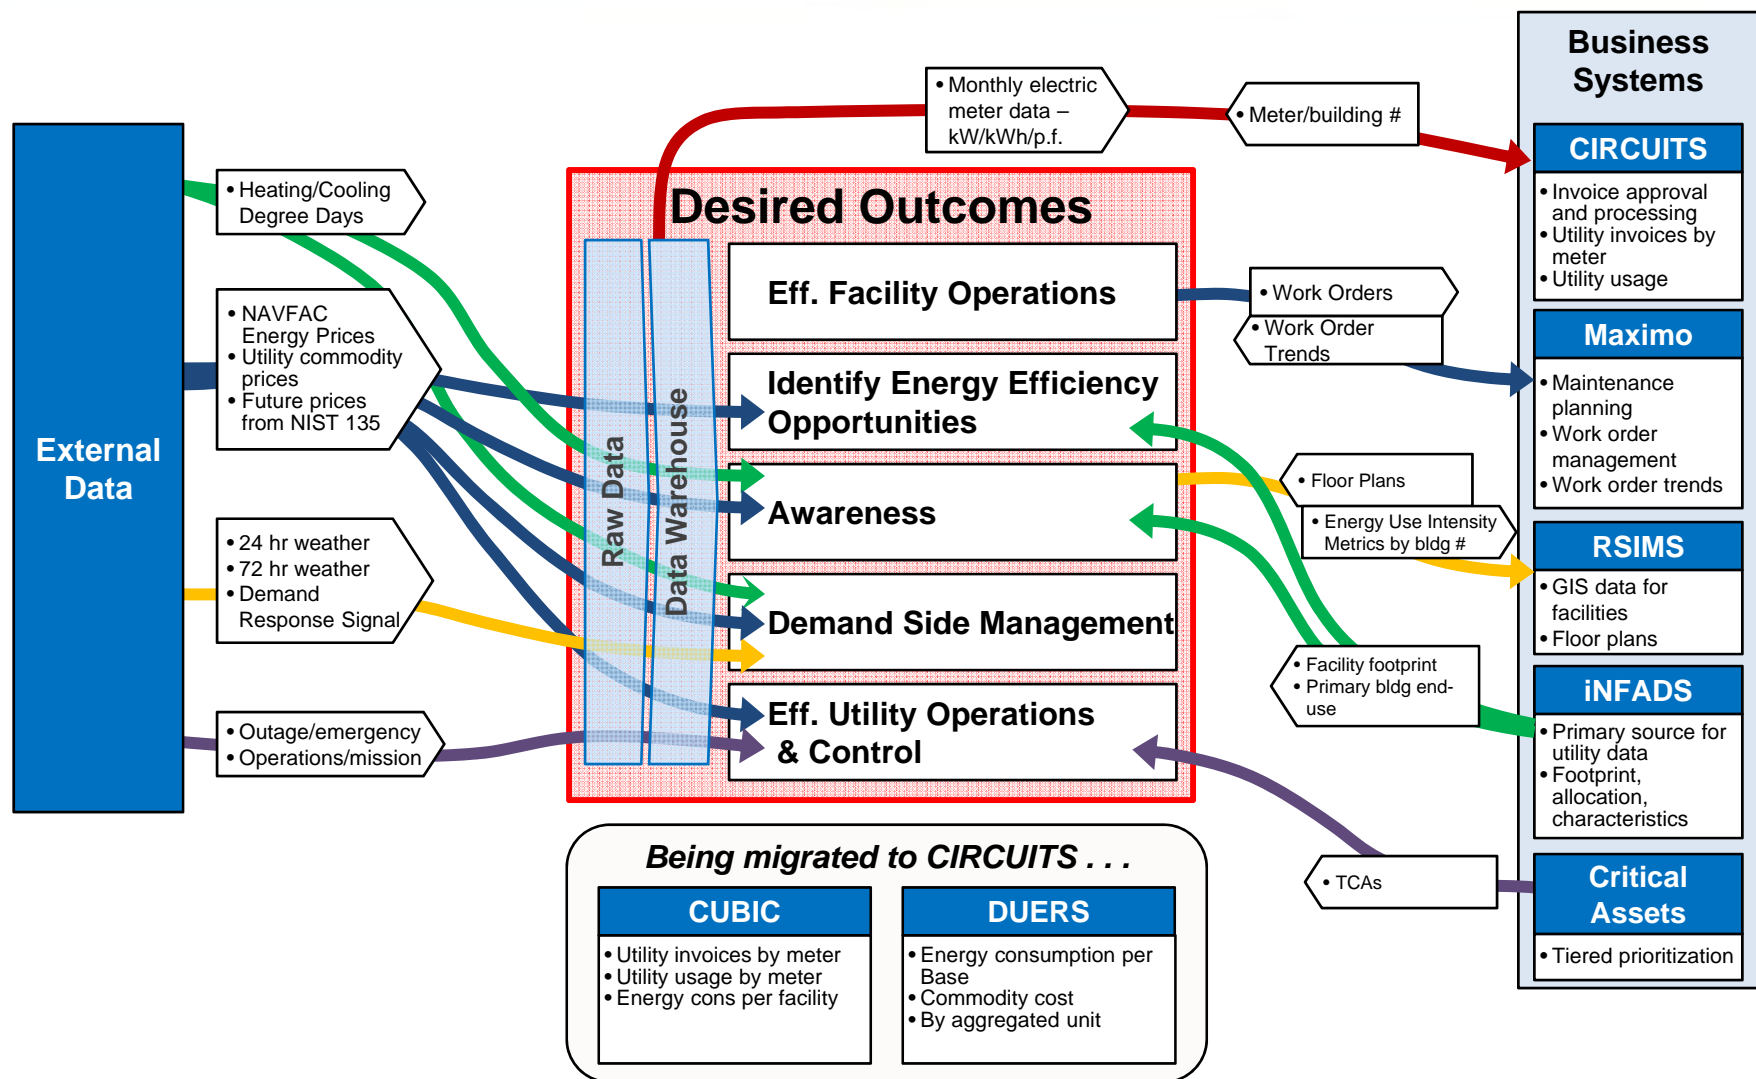 External
Data
• Heating/Cooling
Degree Days
• NAVFAC
Energy Prices
• Utility commodity
prices
• Future prices
from NIST 135
• 24 hr weather
• 72 hr weather
• Demand
Response Signal
• Outage/emergency
• Operations/mission
Desired Outcomes
Raw Data
Data Warehouse
Eff. Facility Operations
Identify Energy Efficiency
Opportunities
Awareness
Demand Side Management
Eff. Utility Operations
& Control
• Monthly electric
meter data –
kW/kWh/p.f.
• Meter/building #
• Work Orders
• Work Order
Trends
• Floor Plans
• Energy Use Intensity
Metrics by bldg #
• Facility footprint
• Primary bldg end-
use
• TCAs
Business
Systems
CIRCUITS
• Invoice approval
and processing
• Utility invoices by
meter
• Utility usage
Maximo
• Maintenance
planning
• Work order
management
• Work order trends
RSIMS
• GIS data for
facilities
• Floor plans
iNFADS
• Primary source for
utility data
• Footprint,
allocation,
characteristics
Critical
Assets
• Tiered prioritization
Being migrated to CIRCUITS . . .
CUBIC
• Utility invoices by meter
• Utility usage by meter
• Energy cons per facility
DUERS
• Energy consumption per
Base
• Commodity cost
• By aggregated unit